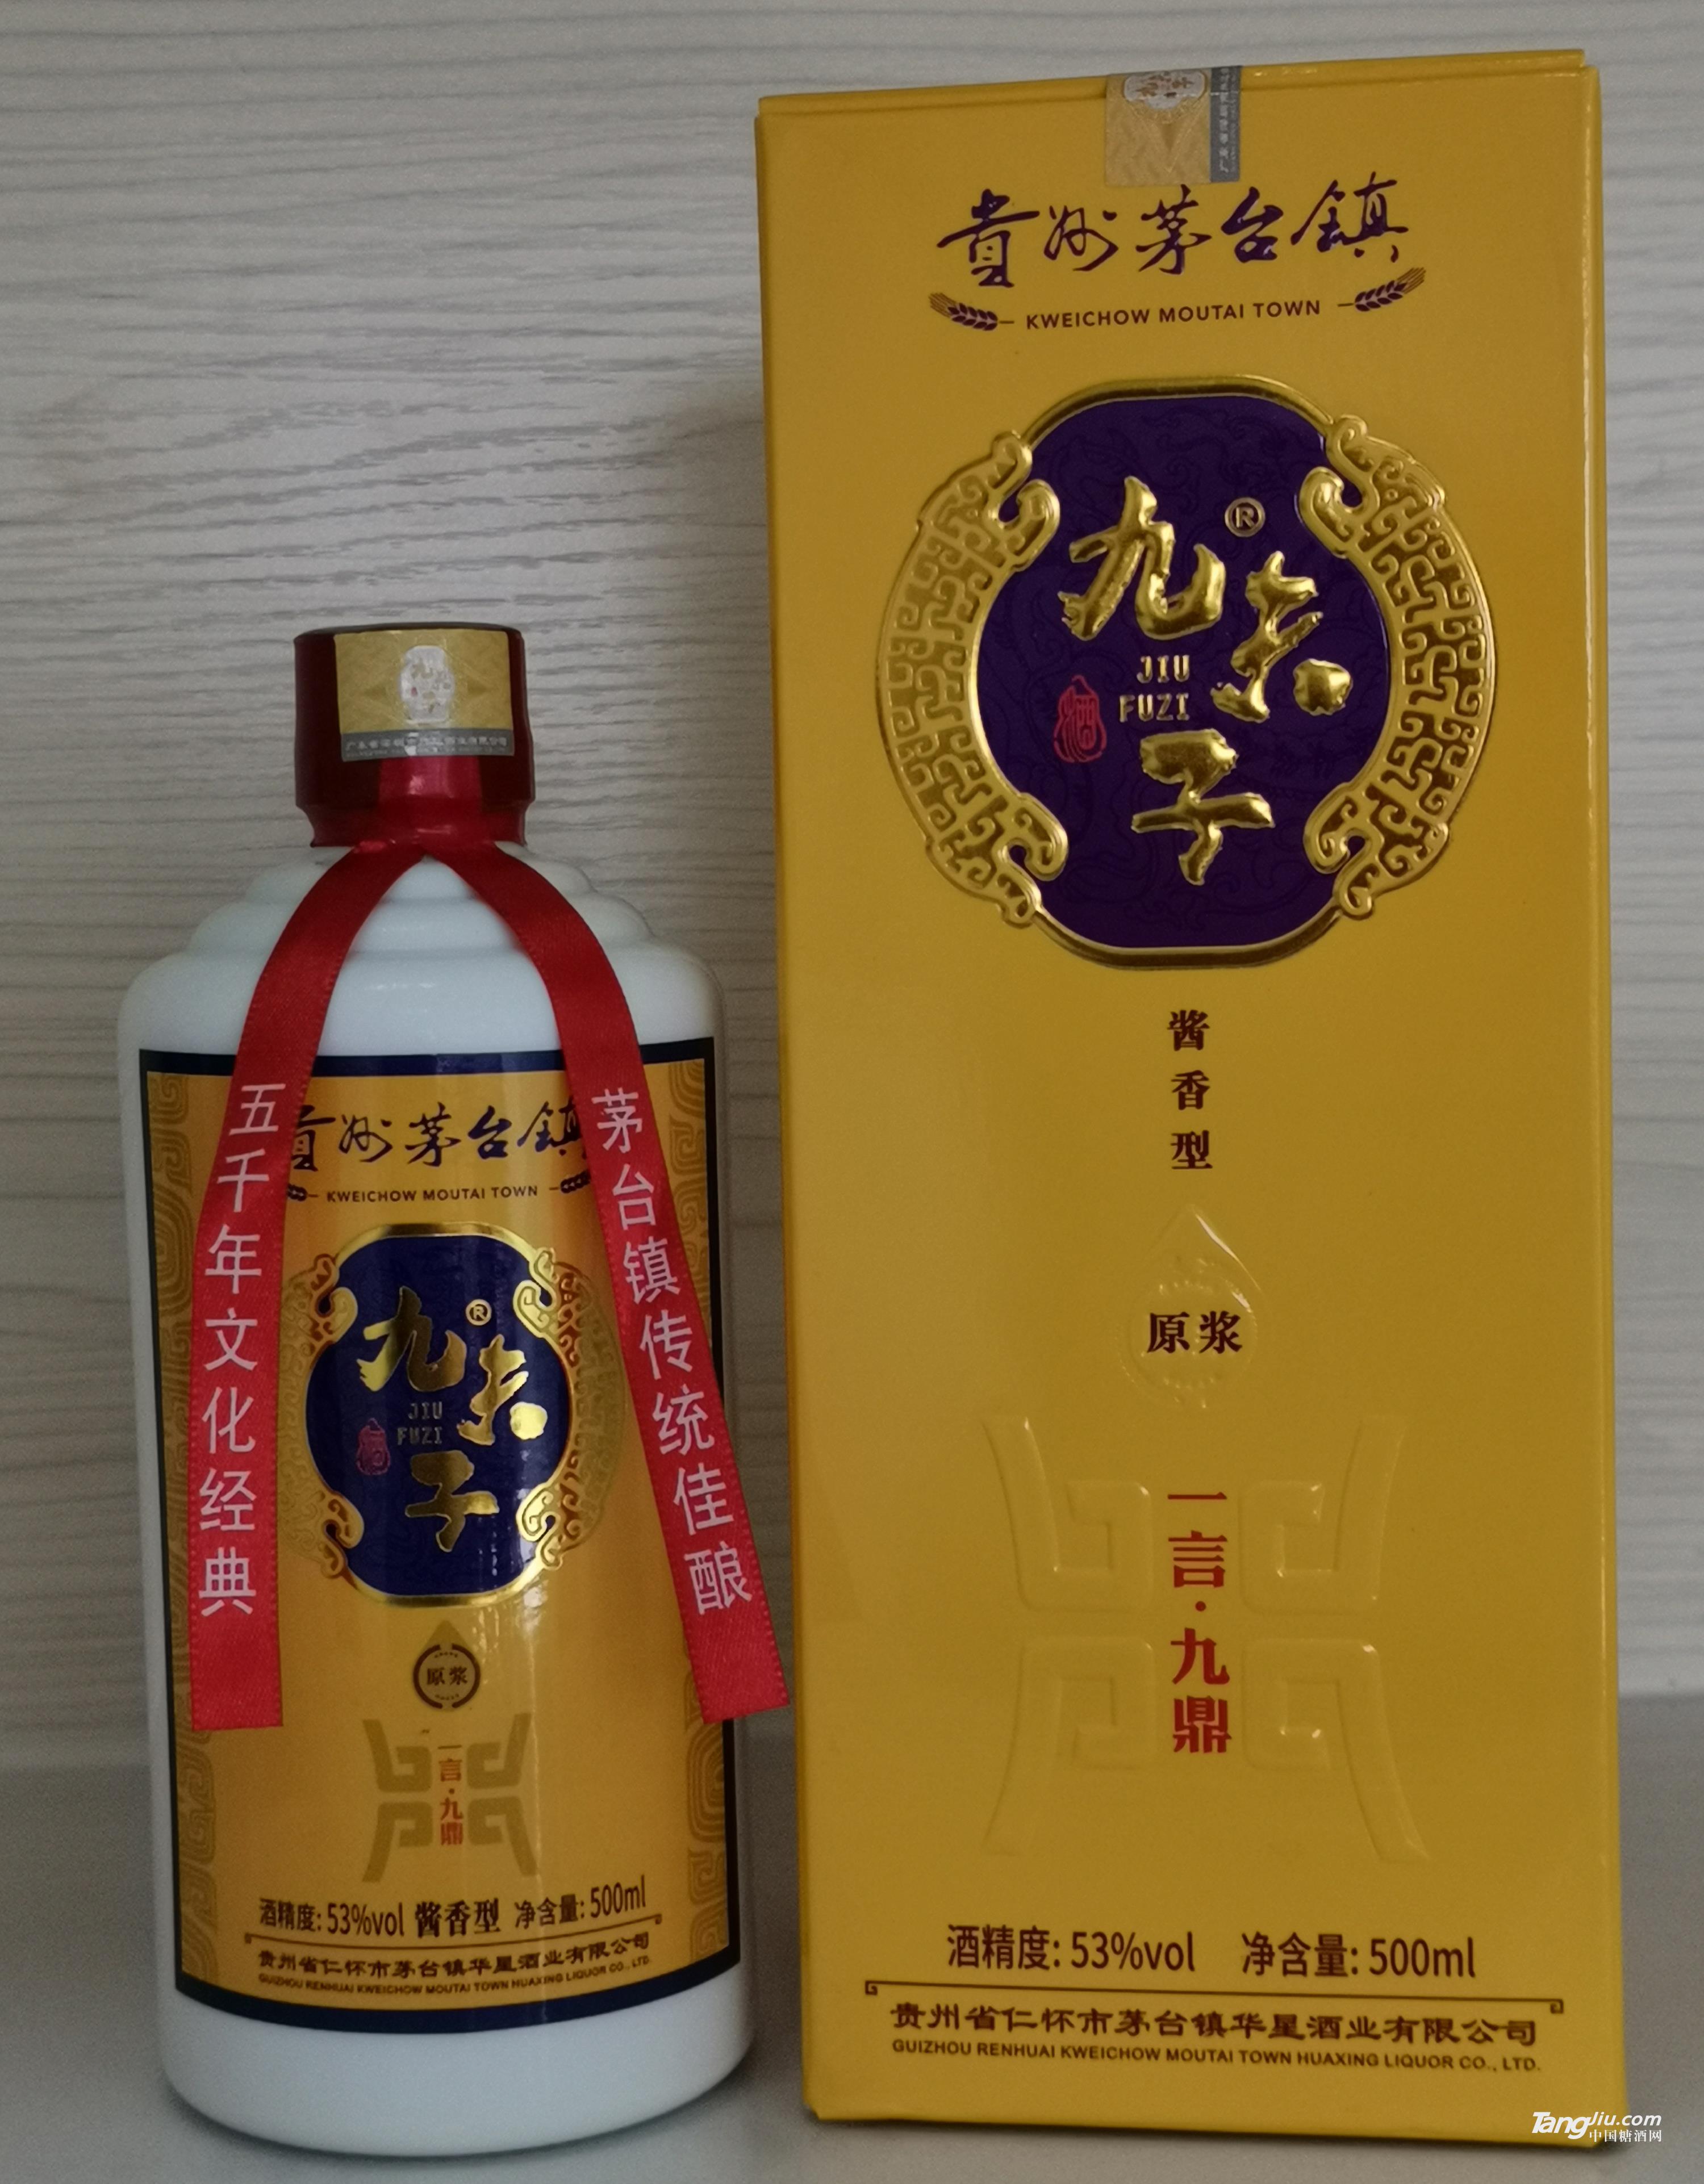 贵州茅台镇
KWEICHOW MOUTAI TOWN
九夫子
®
JIU
FUZI
酒
酱香型
原浆
一言·九鼎
酒精度: 53%vol 净含量: 500ml
贵州省仁怀市茅台镇华星酒业有限公司
GUIZHOU RENHUAI KWEICHOW MOUTAI TOWN HUAXING LIQUOR CO., LTD.
五千年文化经典
茅台镇传统佳酿
贵州茅台镇
KWEICHOW MOUTAI TOWN
九夫子
®
JIU
FUZI
酒
原浆
一言·九鼎
酒精度: 53%vol 酱香型 净含量: 500ml
贵州省仁怀市茅台镇华星酒业有限公司
GUIZHOU RENHUAI KWEICHOW MOUTAI TOWN HUAXING LIQUOR CO., LTD.
TangJiu.com
中国糖酒网